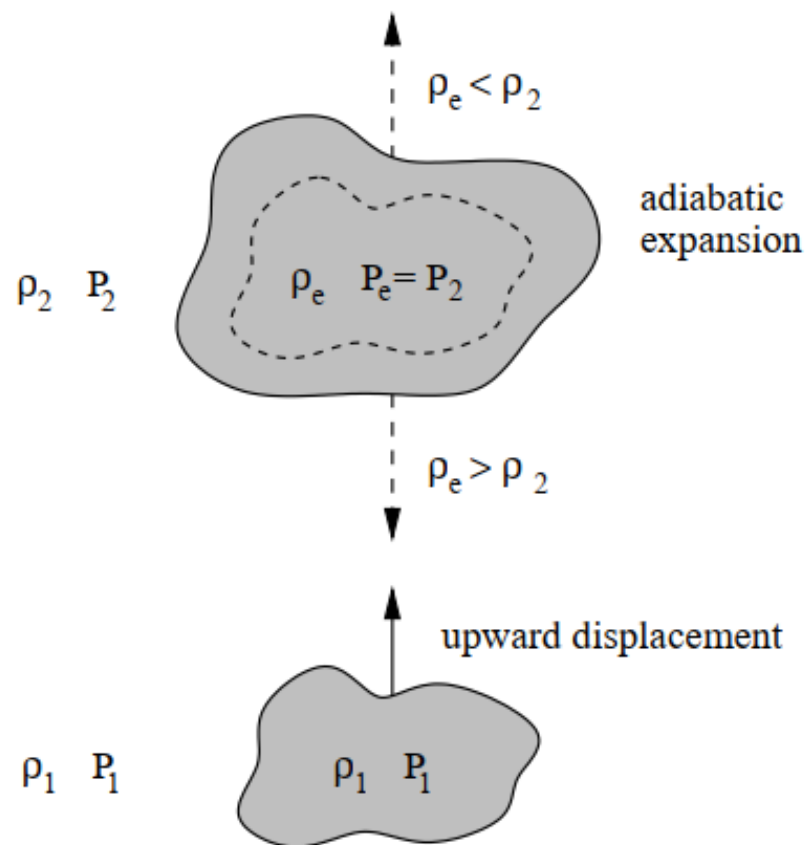 ρe < ρ2
adiabatic
expansion
ρ2 P2
ρe Pe = P2
ρe > ρ2
upward displacement
ρ1 P1
ρ1 P1